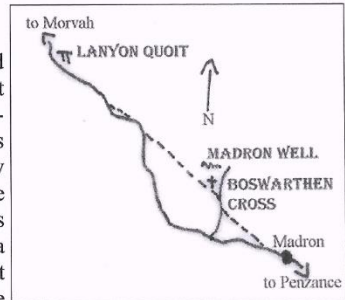 to Morvah
LANYON QUOIT
N
MADRON WELL
BOSWARTHEN
CROSS
Madron
to Penzance